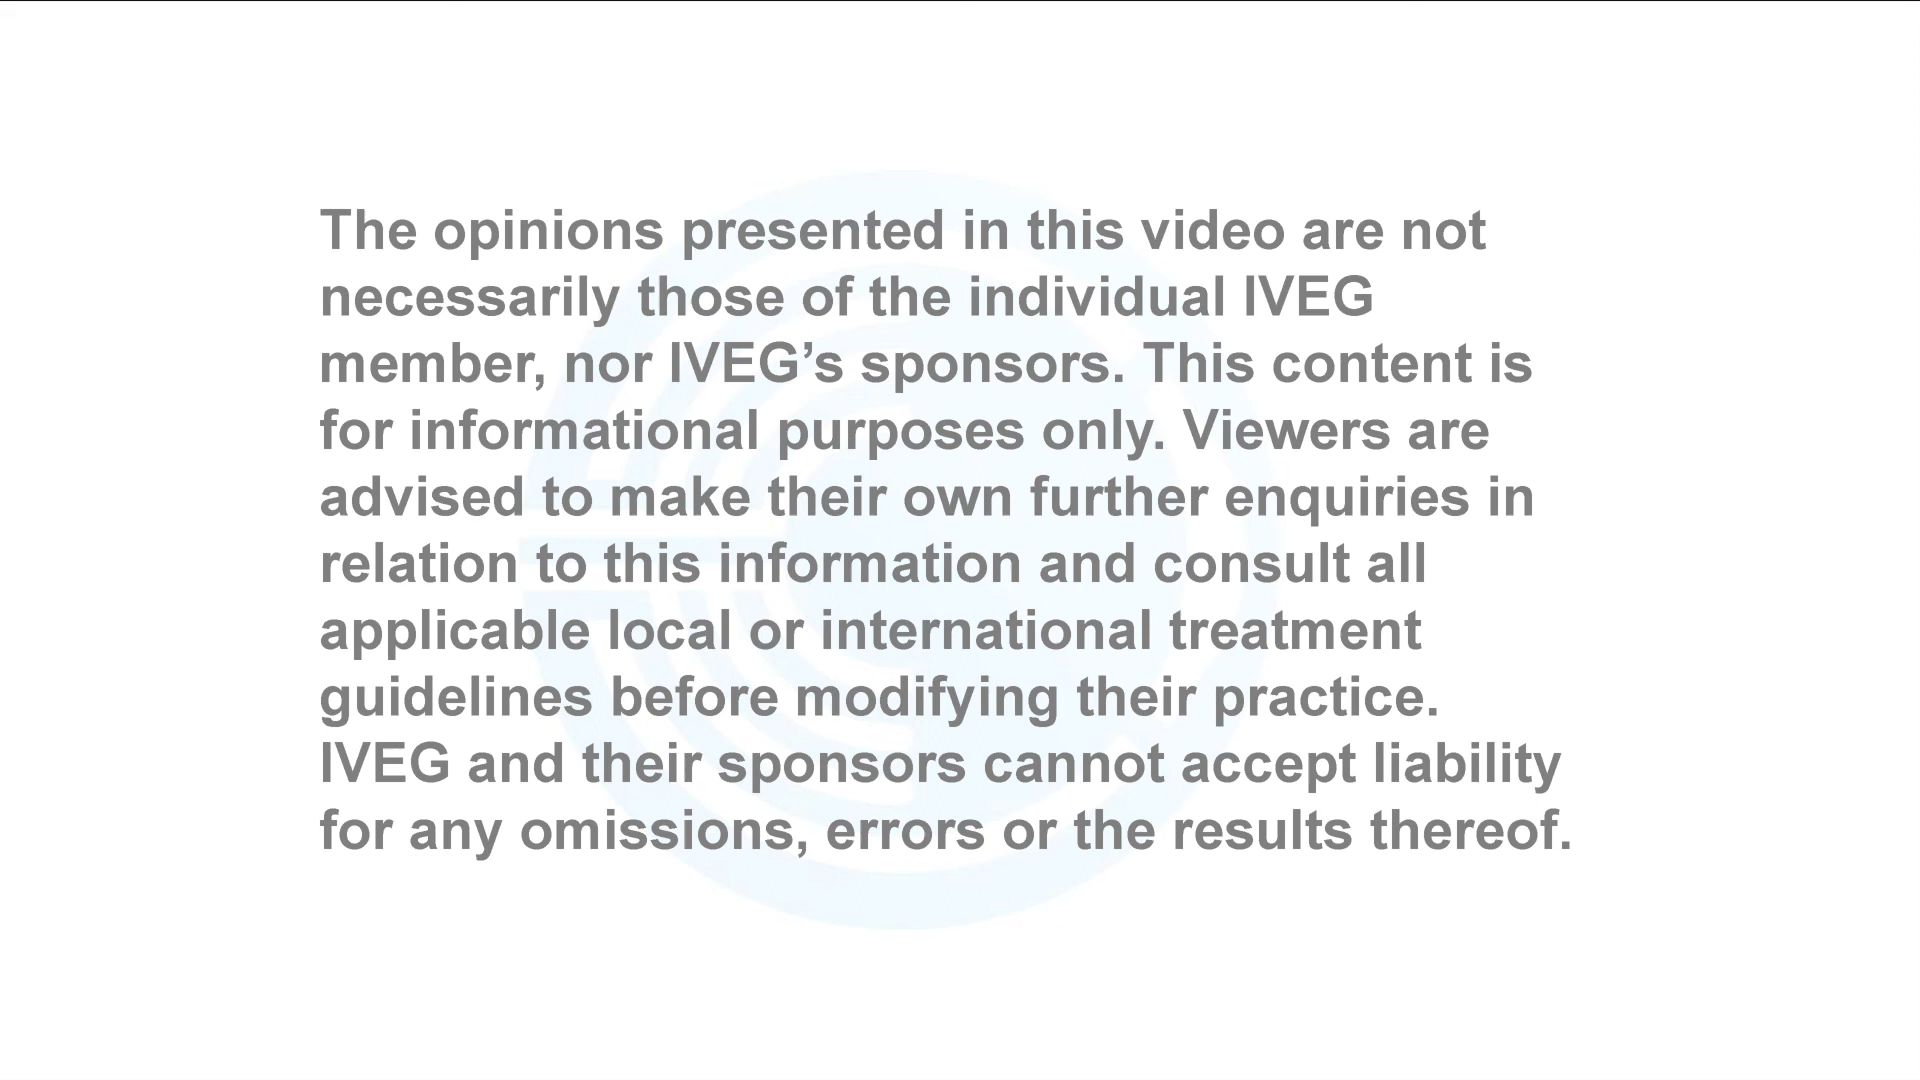 The opinions presented in this video are not
necessarily those of the individual IVEG
member, nor IVEG’s sponsors. This content is
for informational purposes only. Viewers are
advised to make their own further enquiries in
relation to this information and consult all
applicable local or international treatment
guidelines before modifying their practice.
IVEG and their sponsors cannot accept liability
for any omissions, errors or the results thereof.